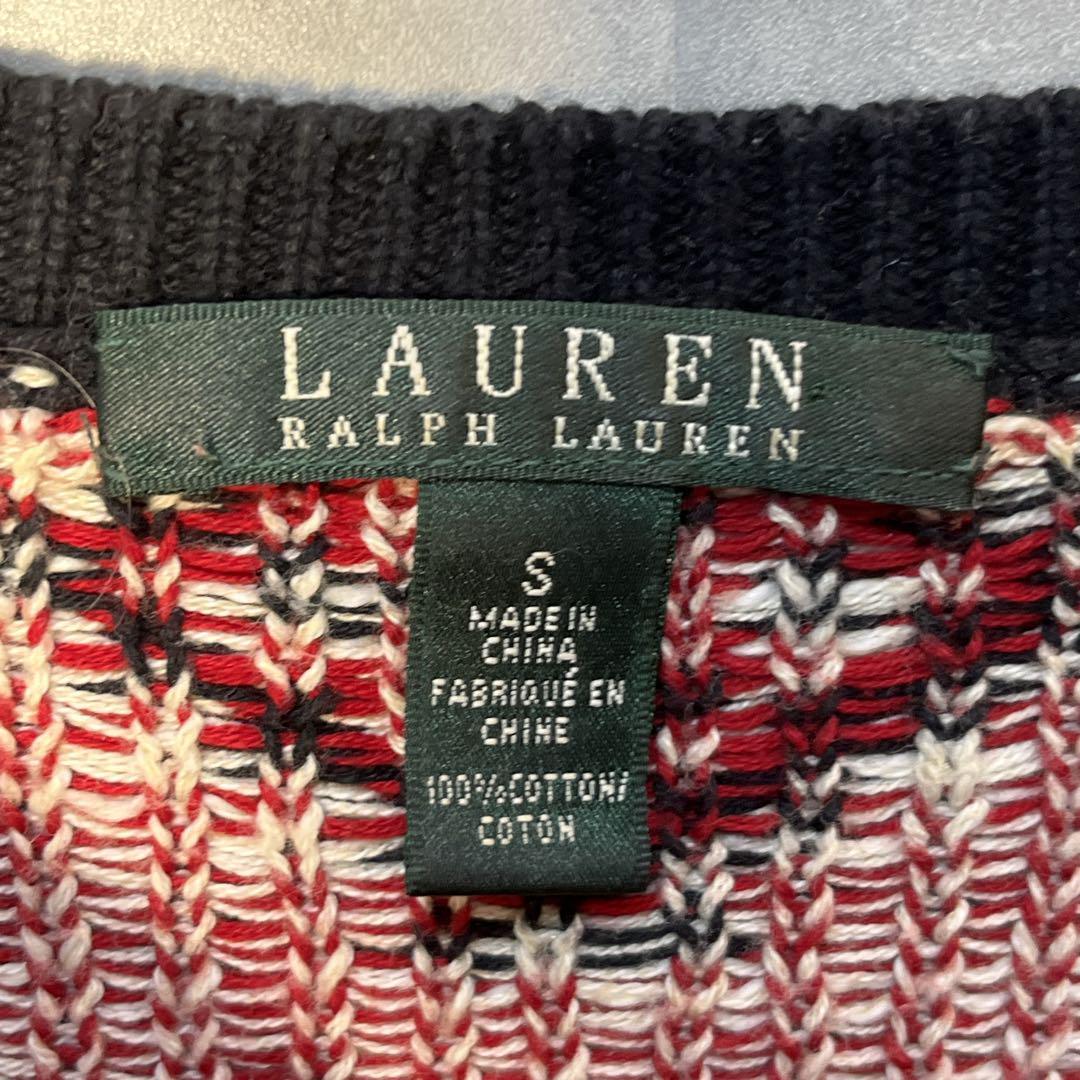 LAUREN
RALPH LAUREN
S
MADE IN
CHINA
FABRIQUÉ EN
CHINE
100% COTTON/
COTON